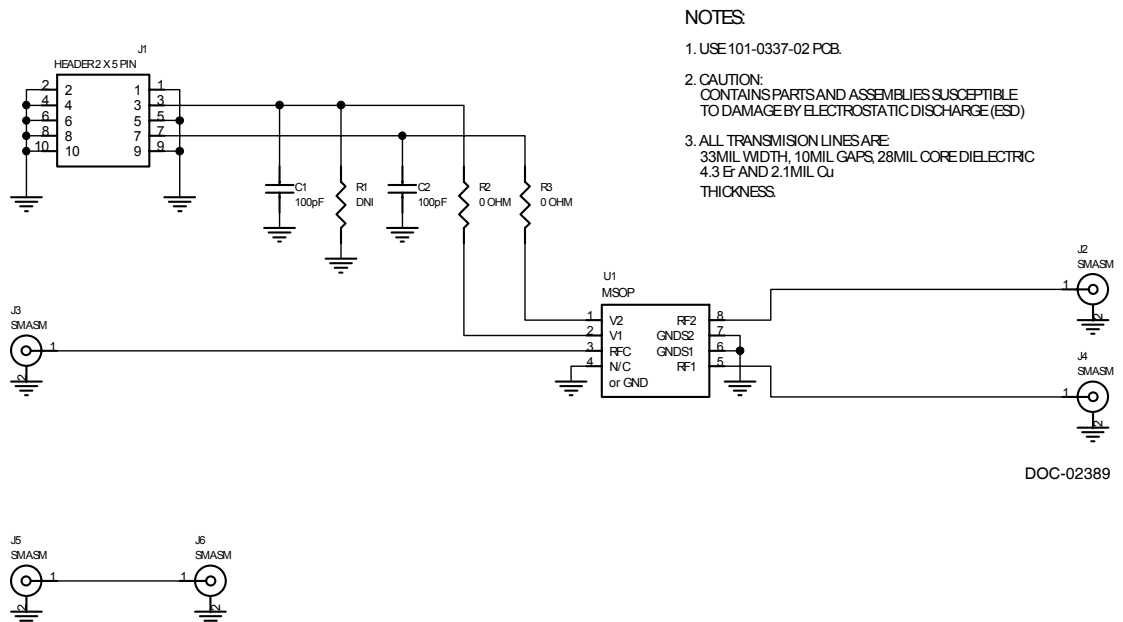 NOTES:
1. USE 101-0337-02 PCB.
2. CAUTION:
CONTAINS PARTS AND ASSEMBLIES SUSCEPTIBLE
TO DAMAGE BY ELECTROSTATIC DISCHARGE (ESD)
3. ALL TRANSMISION LINES ARE:
33MIL WIDTH, 10MIL GAPS, 28MIL CORE DIELECTRIC
4.3 Er AND 2.1MIL Cu
THICKNESS.
J1
HEADER 2 X 5 PIN
2 2 1 1
4 4 3 3
6 6 5 5
8 8 7 7
10 10 9 9
C1
100pF
R1
DNI
C2
100pF
R2
0 OHM
R3
0 OHM
U1
MSOP
1 V2 RF2 8
2 V1 GNDS2 7
3 RFC GNDS1 6
4 N/C RF1 5
or GND
J2
SMASM
1
2
J3
SMASM
1
2
J4
SMASM
1
2
DOC-02389
J5
SMASM
1
2
J6
SMASM
1
2